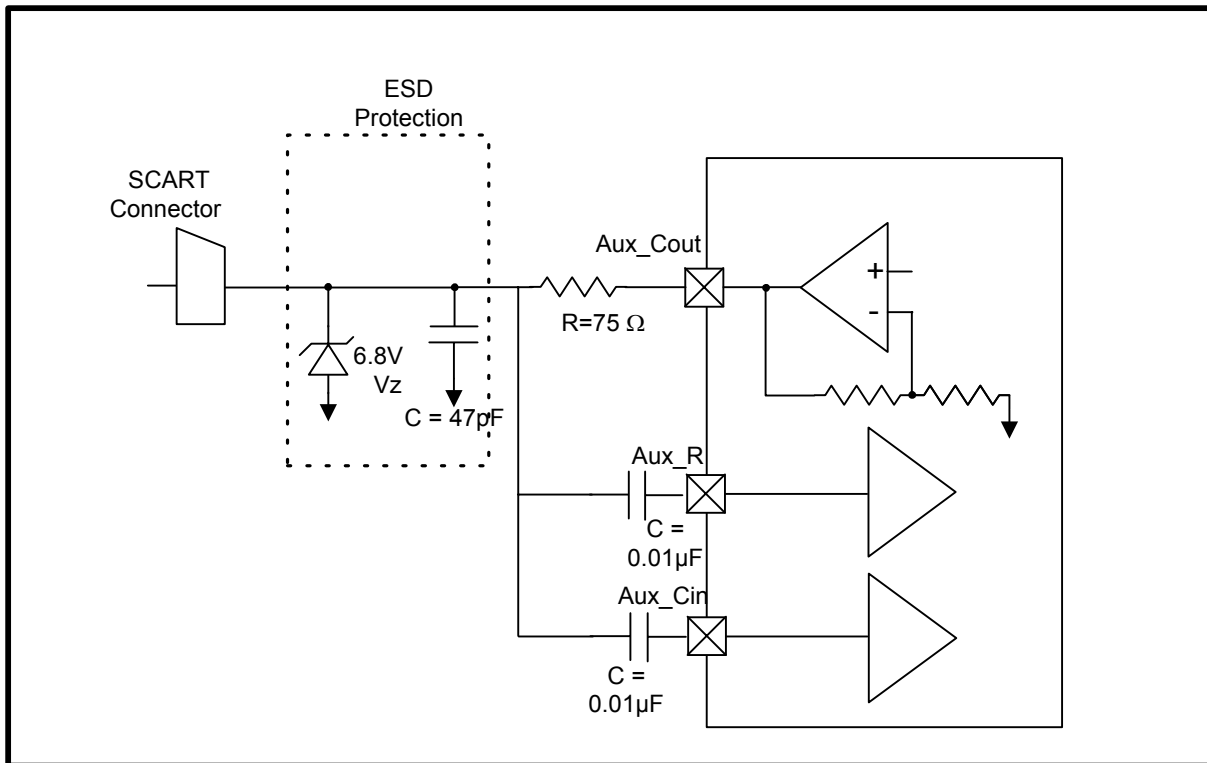 ESD
Protection
SCART
Connector
Aux_Cout
+
-
R=75 Ω
6.8V
Vz
C = 47pF
Aux_R
C =
0.01µF
Aux_Cin
C =
0.01µF